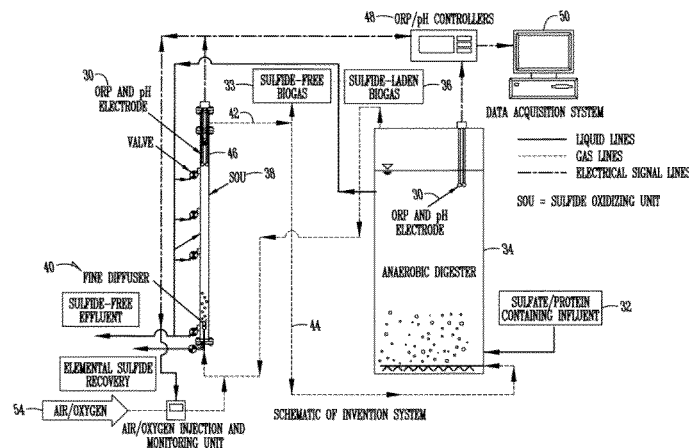 48
ORP/pH CONTROLLERS
50
30
ORP AND pH
ELECTRODE
33
SULFIDE-FREE
BIOGAS
SULFIDE-LADEN
BIOGAS
36
DATA ACQUISITION SYSTEM
42
VALVE
46
SOU
38
LIQUID LINES
GAS LINES
ELECTRICAL SIGNAL LINES
30
ORP AND pH
ELECTRODE
SOU = SULFIDE OXIDIZING UNIT
34
40
FINE DIFFUSER
ANAEROBIC DIGESTER
SULFIDE-FREE
EFFLUENT
SULFATE/PROTEIN
CONTAINING INFLUENT
32
44
ELEMENTAL SULFIDE
RECOVERY
54
AIR/OXYGEN
AIR/OXYGEN INJECTION AND
MONITORING UNIT
SCHEMATIC OF INVENTION SYSTEM